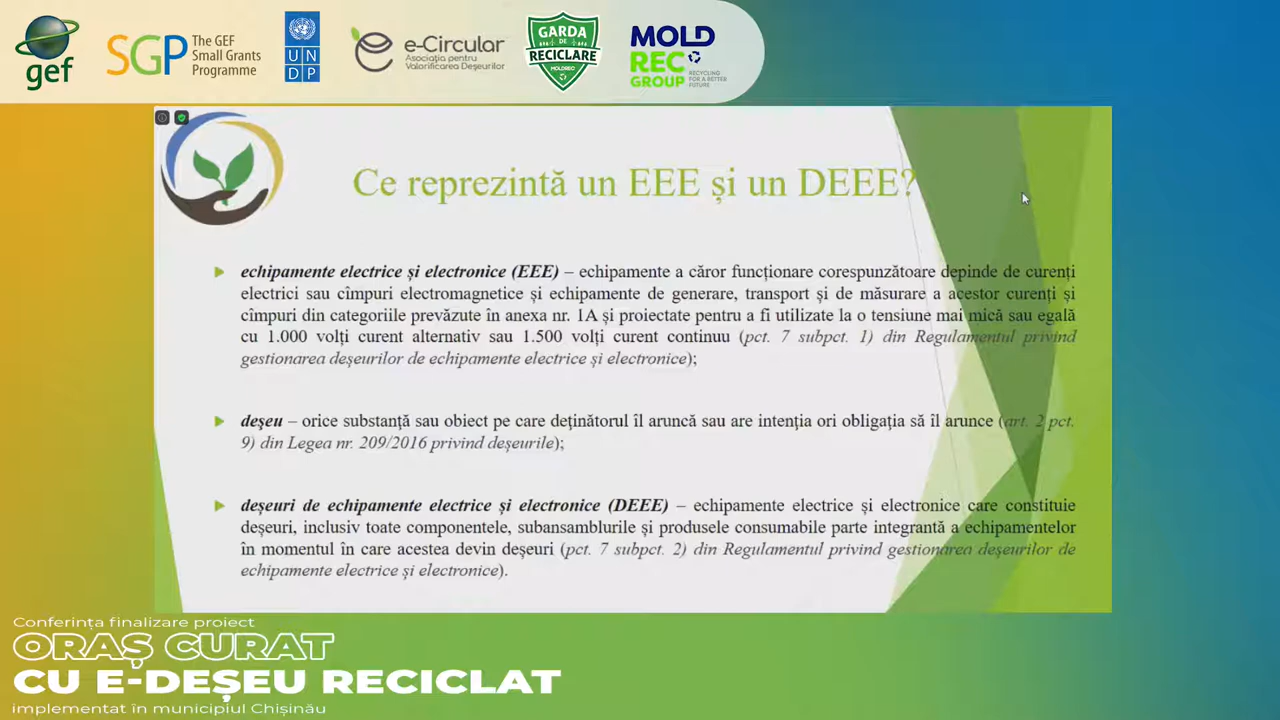 gef
SGP
The GEF
Small Grants
Programme
U N
D P
e-Circular
Asociația pentru
Valorificarea Deșeurilor
GARDA
DE
RECICLARE
MOLDREC
MOLD
REC
GROUP
RECYCLING
FOR A BETTER
FUTURE
Ce reprezintă un EEE și un DEEE?
echipamente electrice și electronice (EEE) – echipamente a căror funcționare corespunzătoare depinde de curenți
electrici sau cîmpuri electromagnetice și echipamente de generare, transport și de măsurare a acestor curenți și
cîmpuri din categoriile prevăzute în anexa nr. 1A și proiectate pentru a fi utilizate la o tensiune mai mică sau egală
cu 1.000 volți curent alternativ sau 1.500 volți curent continuu (pct. 7 subpct. 1) din Regulamentul privind
gestionarea deșeurilor de echipamente electrice și electronice);
deșeu – orice substanță sau obiect pe care deținătorul îl aruncă sau are intenția ori obligația să îl arunce (art. 2 pct.
9) din Legea nr. 209/2016 privind deșeurile);
deșeuri de echipamente electrice și electronice (DEEE) – echipamente electrice și electronice care constituie
deșeuri, inclusiv toate componentele, subansamblurile și produsele consumabile parte integrantă a echipamentelor
în momentul în care acestea devin deșeuri (pct. 7 subpct. 2) din Regulamentul privind gestionarea deșeurilor de
echipamente electrice și electronice).
Conferința finalizare proiect
ORAȘ CURAT
CU E-DEȘEU RECICLAT
implementat în municipiul Chișinău